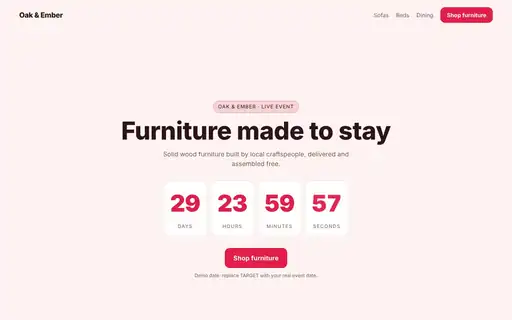 Oak & Ember
Sofas Beds Dining Shop furniture
OAK & EMBER · LIVE EVENT
Furniture made to stay
Solid wood furniture built by local craftspeople, delivered and
assembled free.
29 23 59 57
DAYS HOURS MINUTES SECONDS
Shop furniture
Demo date: replace TARGET with your real event date.